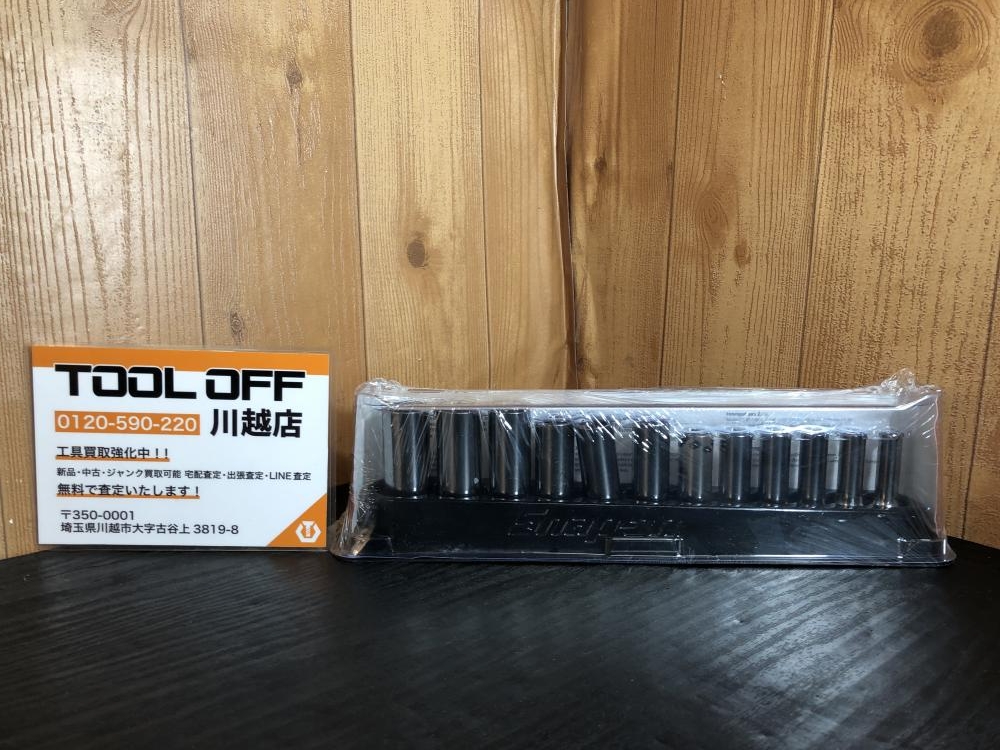 TOOL OFF
0120-590-220 川越店
工具買取強化中!!
新品・中古・ジャンク買取可能 宅配査定・出張査定・LINE査定
無料で査定いたします!
〒350-0001
埼玉県川越市大字古谷上 3819-8
Snap-on